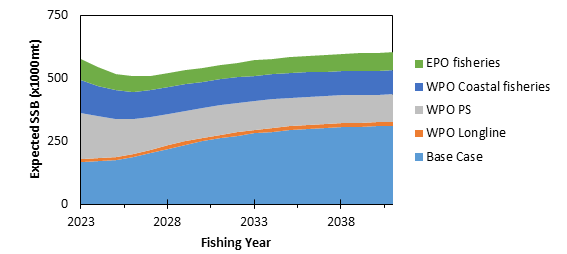 750
500
250
0
Expected SSB (x1000mt)
2023
2028
2033
2038
Fishing Year
EPO fisheries
WPO Coastal fisheries
WPO PS
WPO Longline
Base Case